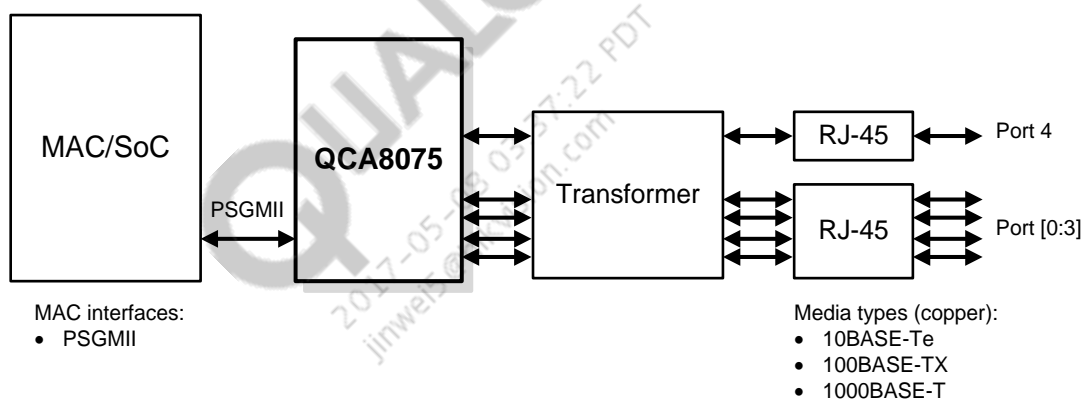 MAC/SoC
QCA8075
PSGMII
Transformer
RJ-45
Port 4
RJ-45
Port [0:3]
MAC interfaces:
• PSGMII
Media types (copper):
• 10BASE-Te
• 100BASE-TX
• 1000BASE-T